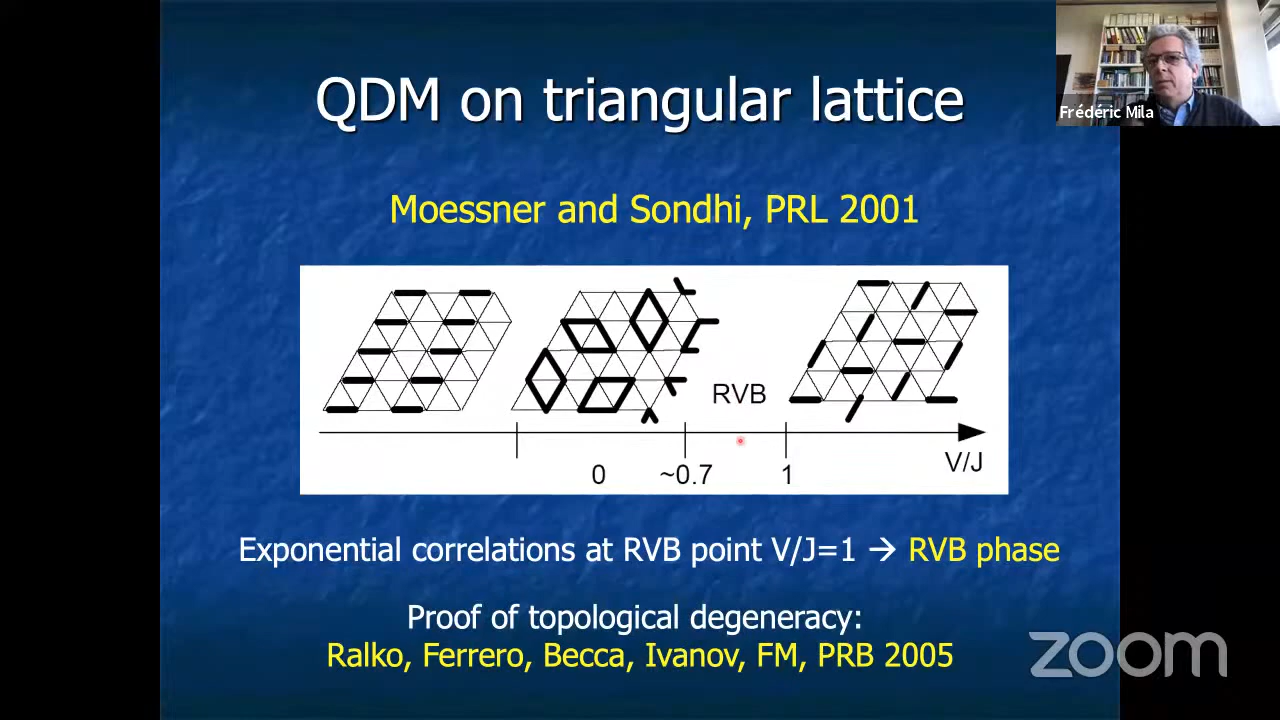 QDM on triangular lattice
Frédéric Mila
Moessner and Sondhi, PRL 2001
RVB
0
~0.7
1
V/J
Exponential correlations at RVB point V/J=1 → RVB phase
Proof of topological degeneracy:
Ralko, Ferrero, Becca, Ivanov, FM, PRB 2005
zoom